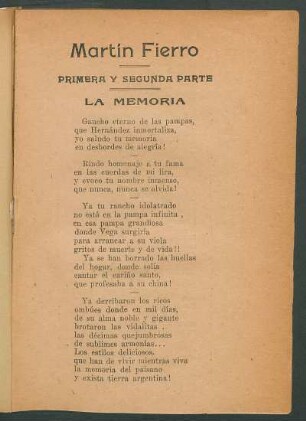 Martín Fierro
PRIMERA Y SEGUNDA PARTE
LA MEMORIA
Gaucho eterno de las pampas,
que Hernández inmortaliza,
yo saludo tu memoria
en desbordes de alegría!
Rindo homenaje a tu fama
en las cuerdas de mi lira,
y evoco tu nombre inmenso,
que nunca, nunca se olvida!
Ya tu rancho idolatrado
no está en la pampa infinita,
en esa pampa grandiosa
donde Vega surgiría
para arrancar a su viola
gritos de muerte y de vida!!
Ya se han borrado las huellas
del hogar, donde solía
cantar el cariño santo,
que profesaba a su china!
Ya derribaron los ricos
ombúes donde en mil días,
de su alma noble y gigante
brotaron las vidalitas,
las décimas quejumbrosas
de sublimes armonías...
Los estilos deliciosos,
que han de vivir mientras viva
la memoria del paisano
y exista tierra argentina!